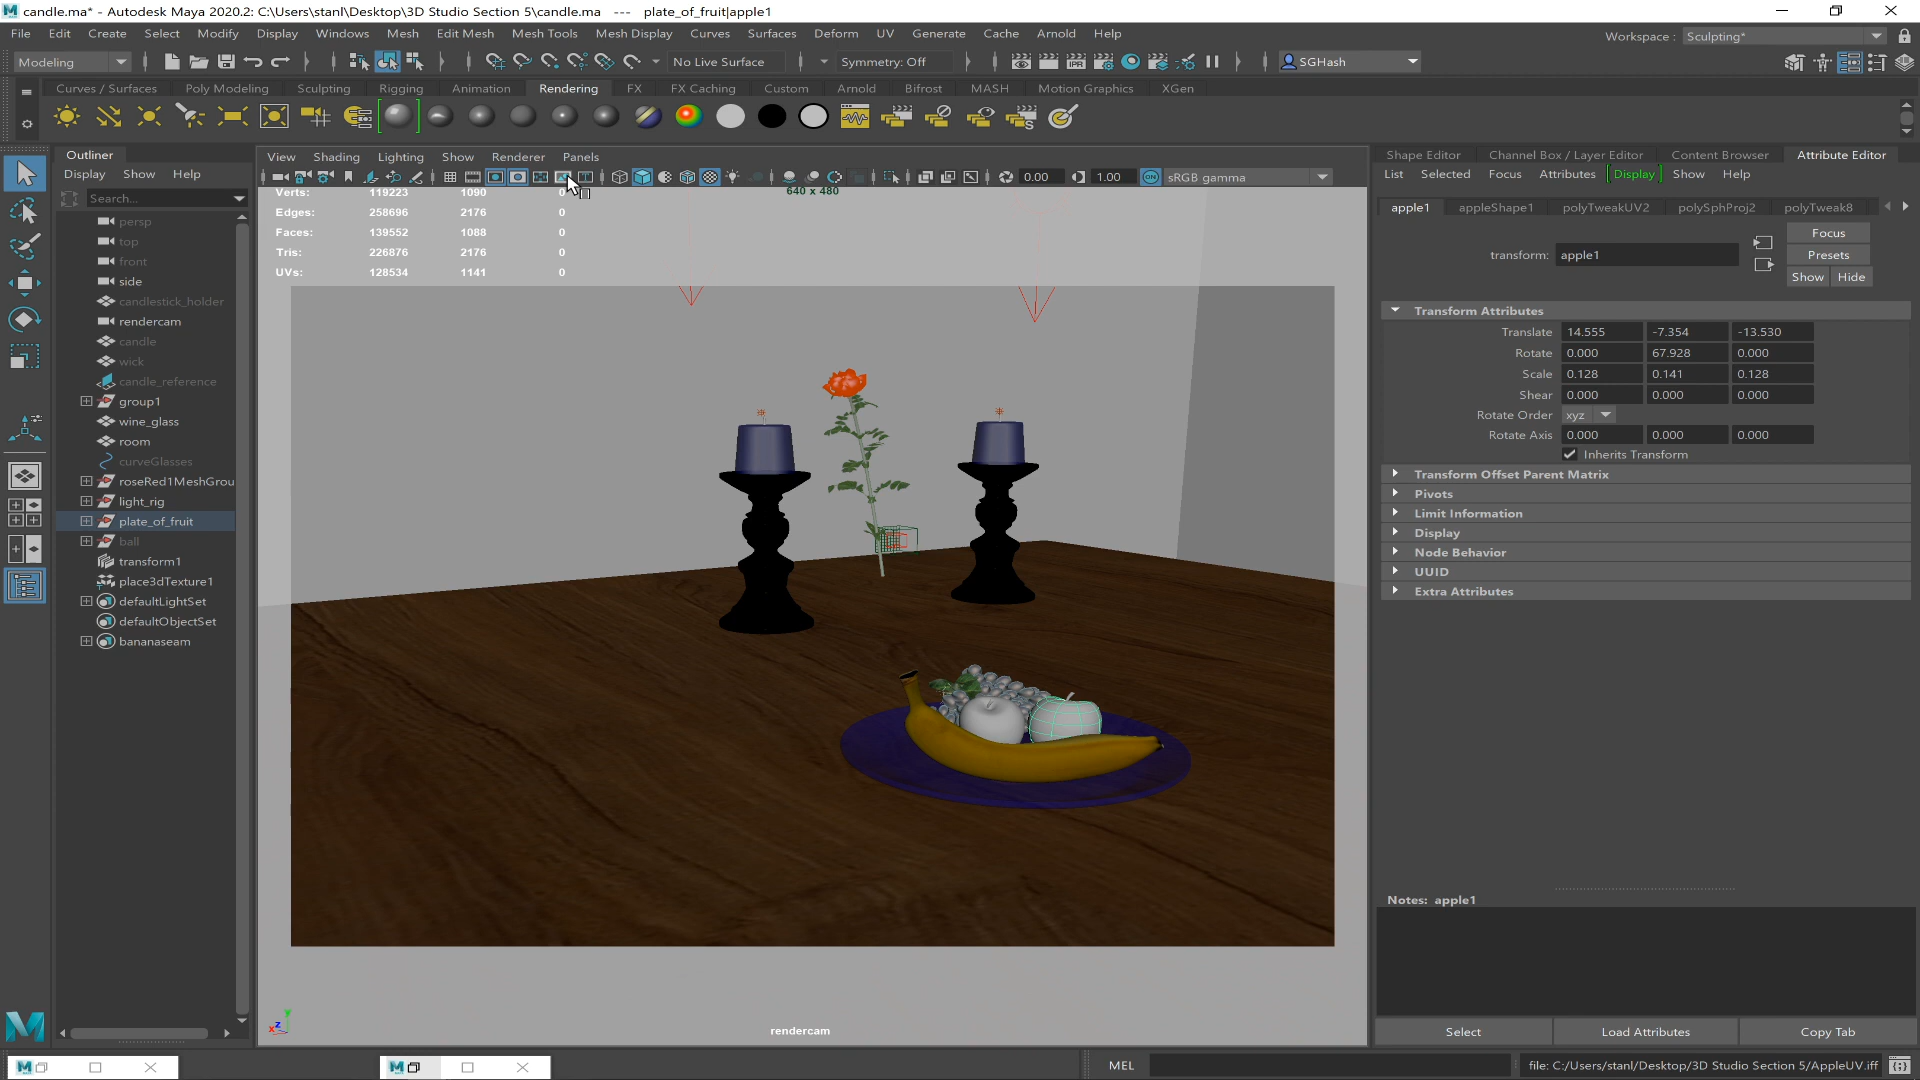 candle.ma* - Autodesk Maya 2020.2: C:\Users\stanl\Desktop\3D Studio Section 5\candle.ma --- plate_of_fruit|apple1
File Edit Create Select Modify Display Windows Mesh Edit Mesh Mesh Tools Mesh Display Curves Surfaces Deform UV Generate Cache Arnold Help
Workspace : Sculpting*
Modeling No Live Surface Symmetry: Off SGHash
Curves / Surfaces Poly Modeling Sculpting Rigging Animation Rendering FX FX Caching Custom Arnold Bifrost MASH Motion Graphics XGen
Outliner
Display Show Help
Search...
persp
top
front
side
candlestick_holder
rendercam
candle
wick
candle_reference
group1
wine_glass
room
curveGlasses
roseRed1MeshGrou
light_rig
plate_of_fruit
ball
transform1
place3dTexture1
defaultLightSet
defaultObjectSet
bananaseam
View Shading Lighting Show Renderer Panels
0.00 1.00 ON sRGB gamma
Verts: 119223 1090 0
Edges: 258696 2176 0
Faces: 139552 1088 0
Tris: 226876 2176 0
UVs: 128534 1141 0
640 x 480
rendercam
Shape Editor Channel Box / Layer Editor Content Browser Attribute Editor
List Selected Focus Attributes Display Show Help
apple1 appleShape1 polyTweakUV2 polySphProj2 polyTweak8
Focus
transform: apple1 Presets
Show Hide
Transform Attributes
Translate 14.555 -7.354 -13.530
Rotate 0.000 67.928 0.000
Scale 0.128 0.141 0.128
Shear 0.000 0.000 0.000
Rotate Order xyz
Rotate Axis 0.000 0.000 0.000
Inherits Transform
Transform Offset Parent Matrix
Pivots
Limit Information
Display
Node Behavior
UUID
Extra Attributes
Notes: apple1
Select Load Attributes Copy Tab
MEL file: C:/Users/stanl/Desktop/3D Studio Section 5/AppleUV.iff